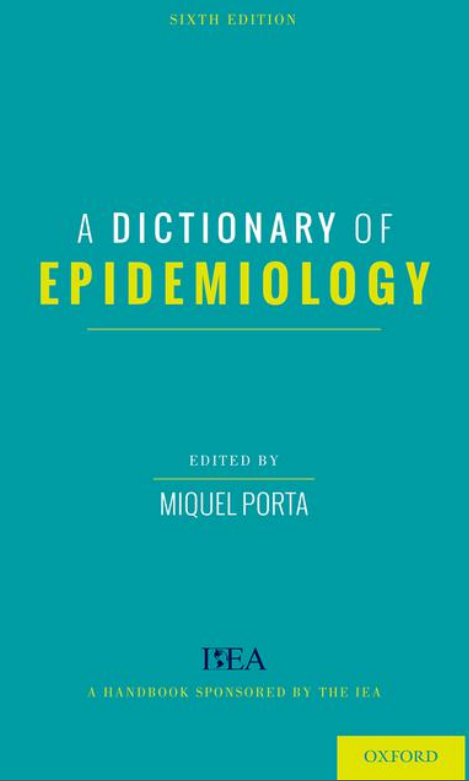 SIXTH EDITION
A DICTIONARY OF
EPIDEMIOLOGY
EDITED BY
MIQUEL PORTA
IEA
A HANDBOOK SPONSORED BY THE IEA
OXFORD